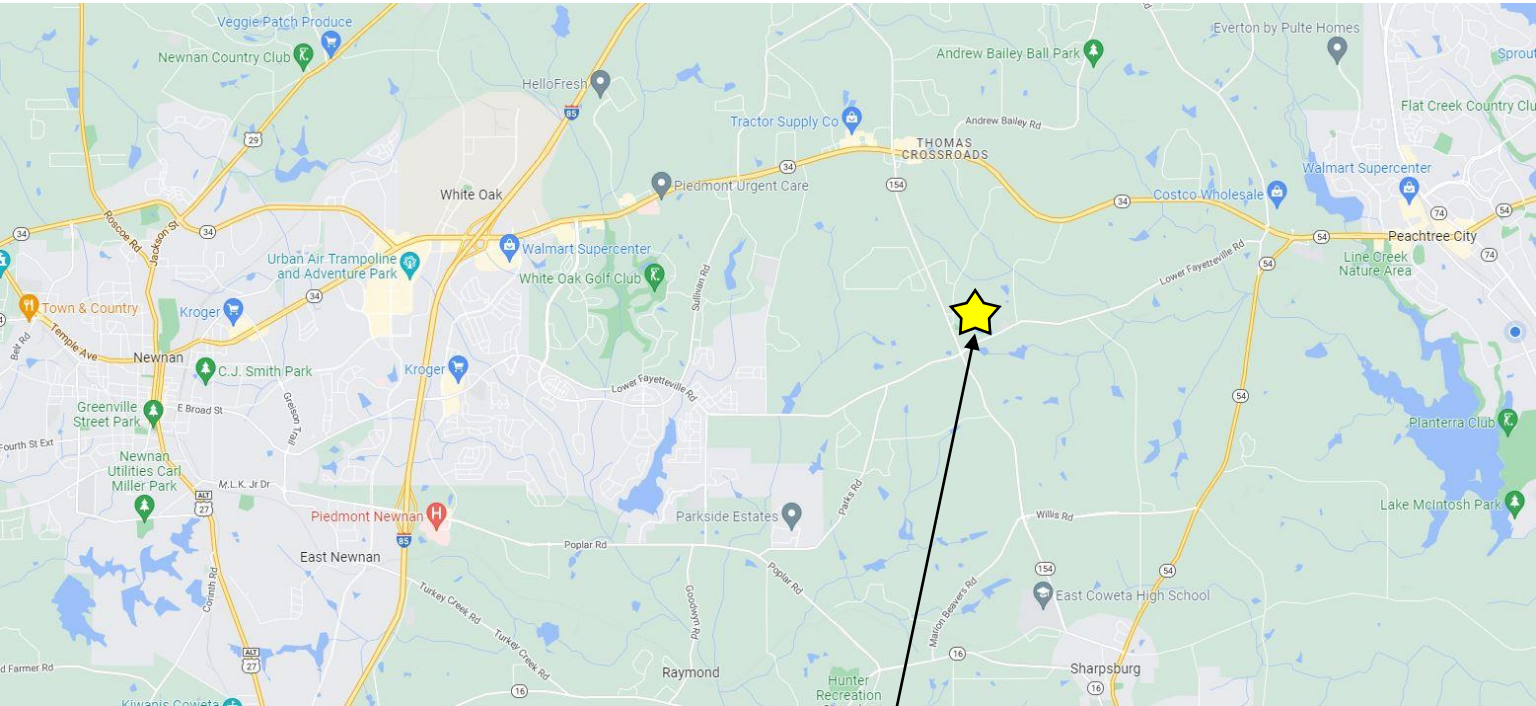 Veggie Patch Produce
Newnan Country Club
HelloFresh
85
29
Andrew Bailey Ball Park
Everton by Pulte Homes
Sprout
Flat Creek Country Clu
Tractor Supply Co
Andrew Bailey Rd
THOMAS
CROSSROADS
34
154
Piedmont Urgent Care
White Oak
Walmart Supercenter
Costco Wholesale
34
74
54
Peachtree City
54
74
Line Creek
Nature Area
54
34
Roscoe Rd
Jackson St
34
Urban Air Trampoline
and Adventure Park
Walmart Supercenter
White Oak Golf Club
Sullivan Rd
Lower Fayetteville Rd
34
Town & Country
Kroger
Temple Ave
Belt Rd
Newnan
C.J. Smith Park
Kroger
Lower Fayetteville Rd
54
Greenville
Street Park
E Broad St
Greison Trail
Planterra Club
Fourth St Ext
Newnan
Utilities Carl
Miller Park
M.L.K. Jr Dr
ALT
27
Piedmont Newnan
85
Parkside Estates
Parks Rd
Willis Rd
Lake McIntosh Park
East Newnan
Poplar Rd
Poplar Rd
154
54
East Coweta High School
Corinth Rd
Turkey Creek Rd
Turkey Creek Rd
Goodwyn Rd
Marion Beavers Rd
ALT
27
d Farmer Rd
Raymond
16
16
Sharpsburg
16
Hunter
Recreation
Kiwanis Coweta